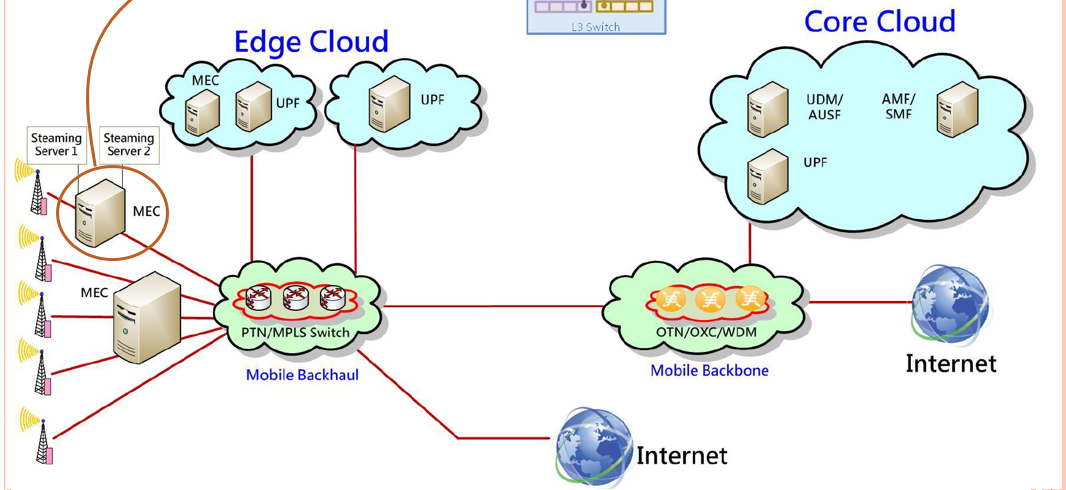 L3 Switch
Edge Cloud
Core Cloud
MEC
UPF
UPF
UDM/
AUSF
AMF/
SMF
UPF
Steaming
Server 1
Steaming
Server 2
MEC
MEC
PTN/MPLS Switch
Mobile Backhaul
OTN/OXC/WDM
Mobile Backbone
Internet
Internet